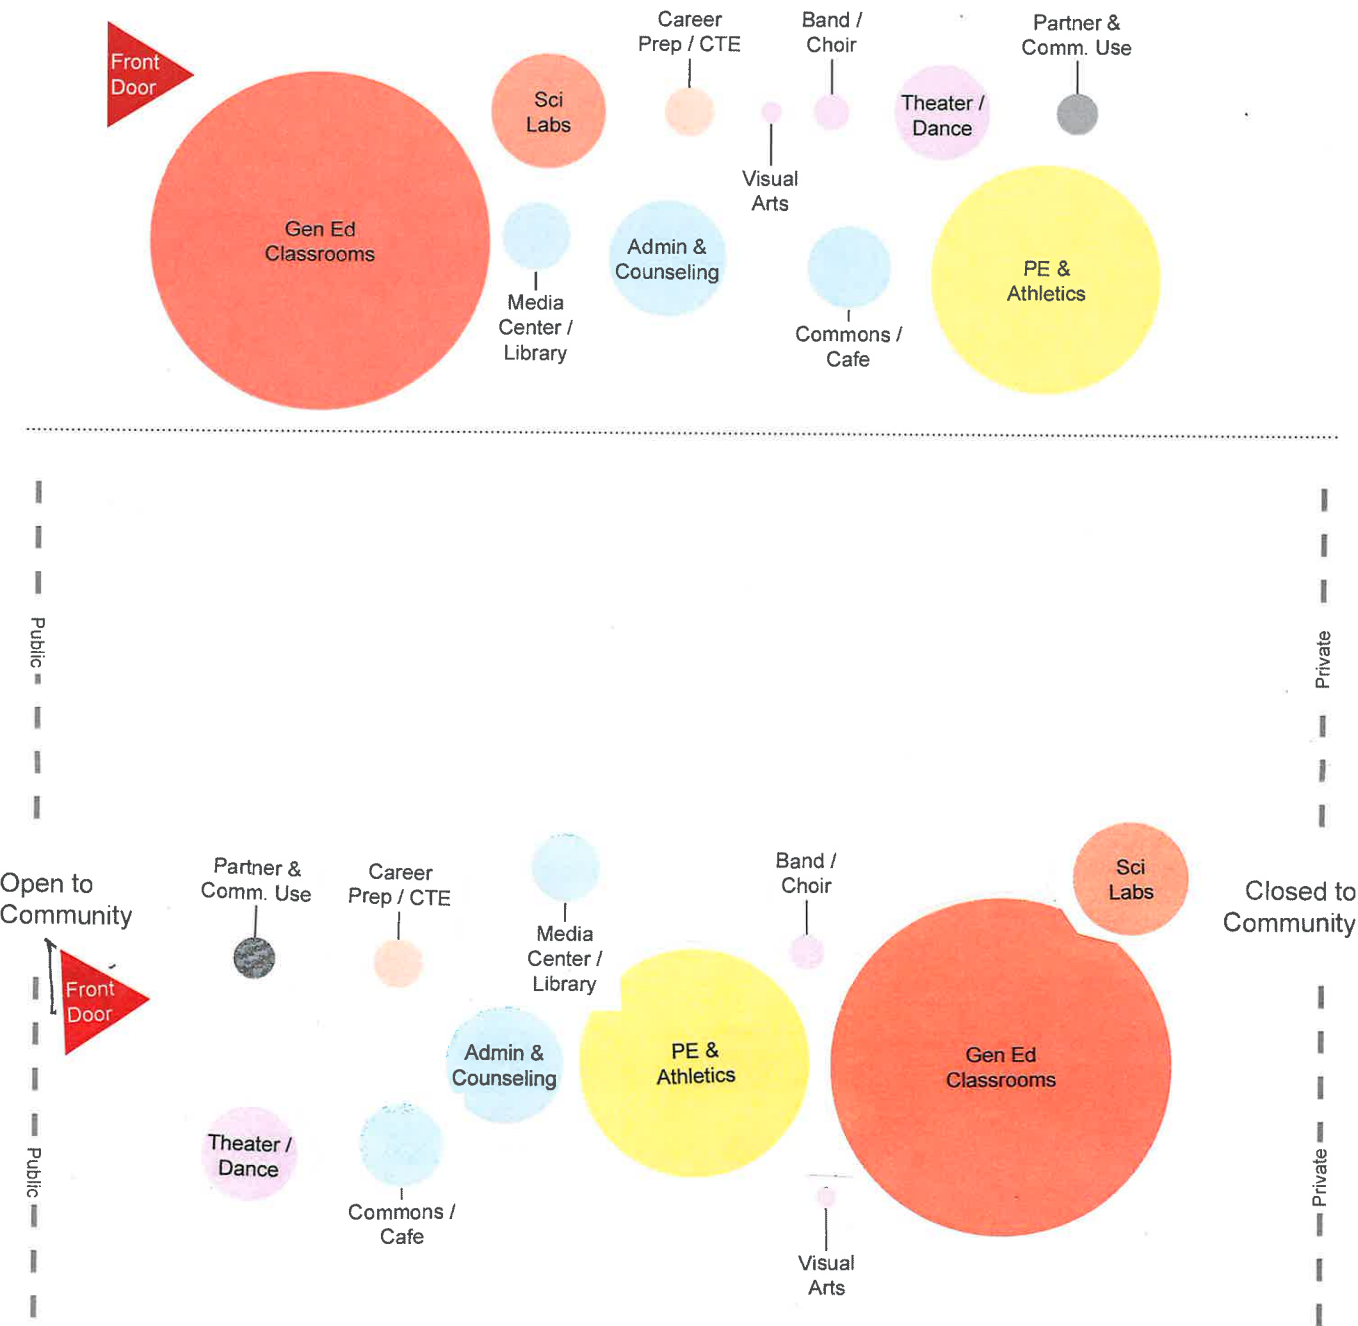 Career
Prep / CTE
Band /
Choir
Partner &
Comm. Use
Front
Door
Sci
Labs
Theater /
Dance
Visual
Arts
Gen Ed
Classrooms
Admin &
Counseling
PE &
Athletics
Media
Center /
Library
Commons /
Cafe
Public
Private
Open to
Community
Partner &
Comm. Use
Career
Prep / CTE
Band /
Choir
Sci
Labs
Closed to
Community
Media
Center /
Library
Front
Door
Admin &
Counseling
PE &
Athletics
Gen Ed
Classrooms
Theater /
Dance
Public
Private
Commons /
Cafe
Visual
Arts